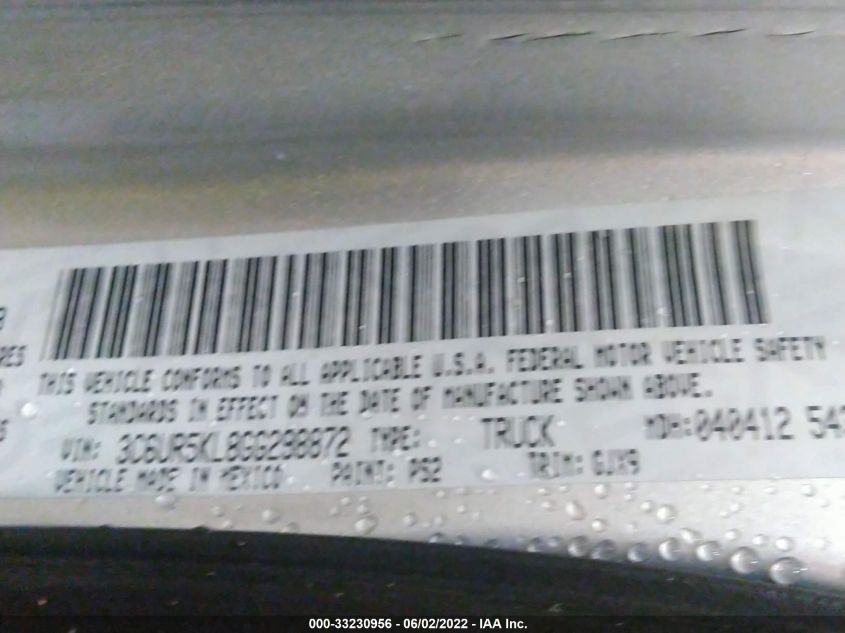 THIS VEHICLE CONFORMS TO ALL APPLICABLE U.S.A. FEDERAL MOTOR VEHICLE SAFETY
STANDARDS IN EFFECT ON THE DATE OF MANUFACTURE SHOWN ABOVE.
VIN: 3C6UR5KL8GG298872 TYPE: TRUCK MDH: 040412 54
VEHICLE MADE IN MEXICO PAINT: PS2 TRIM: GJX9
000-33230956 - 06/02/2022 - IAA Inc.